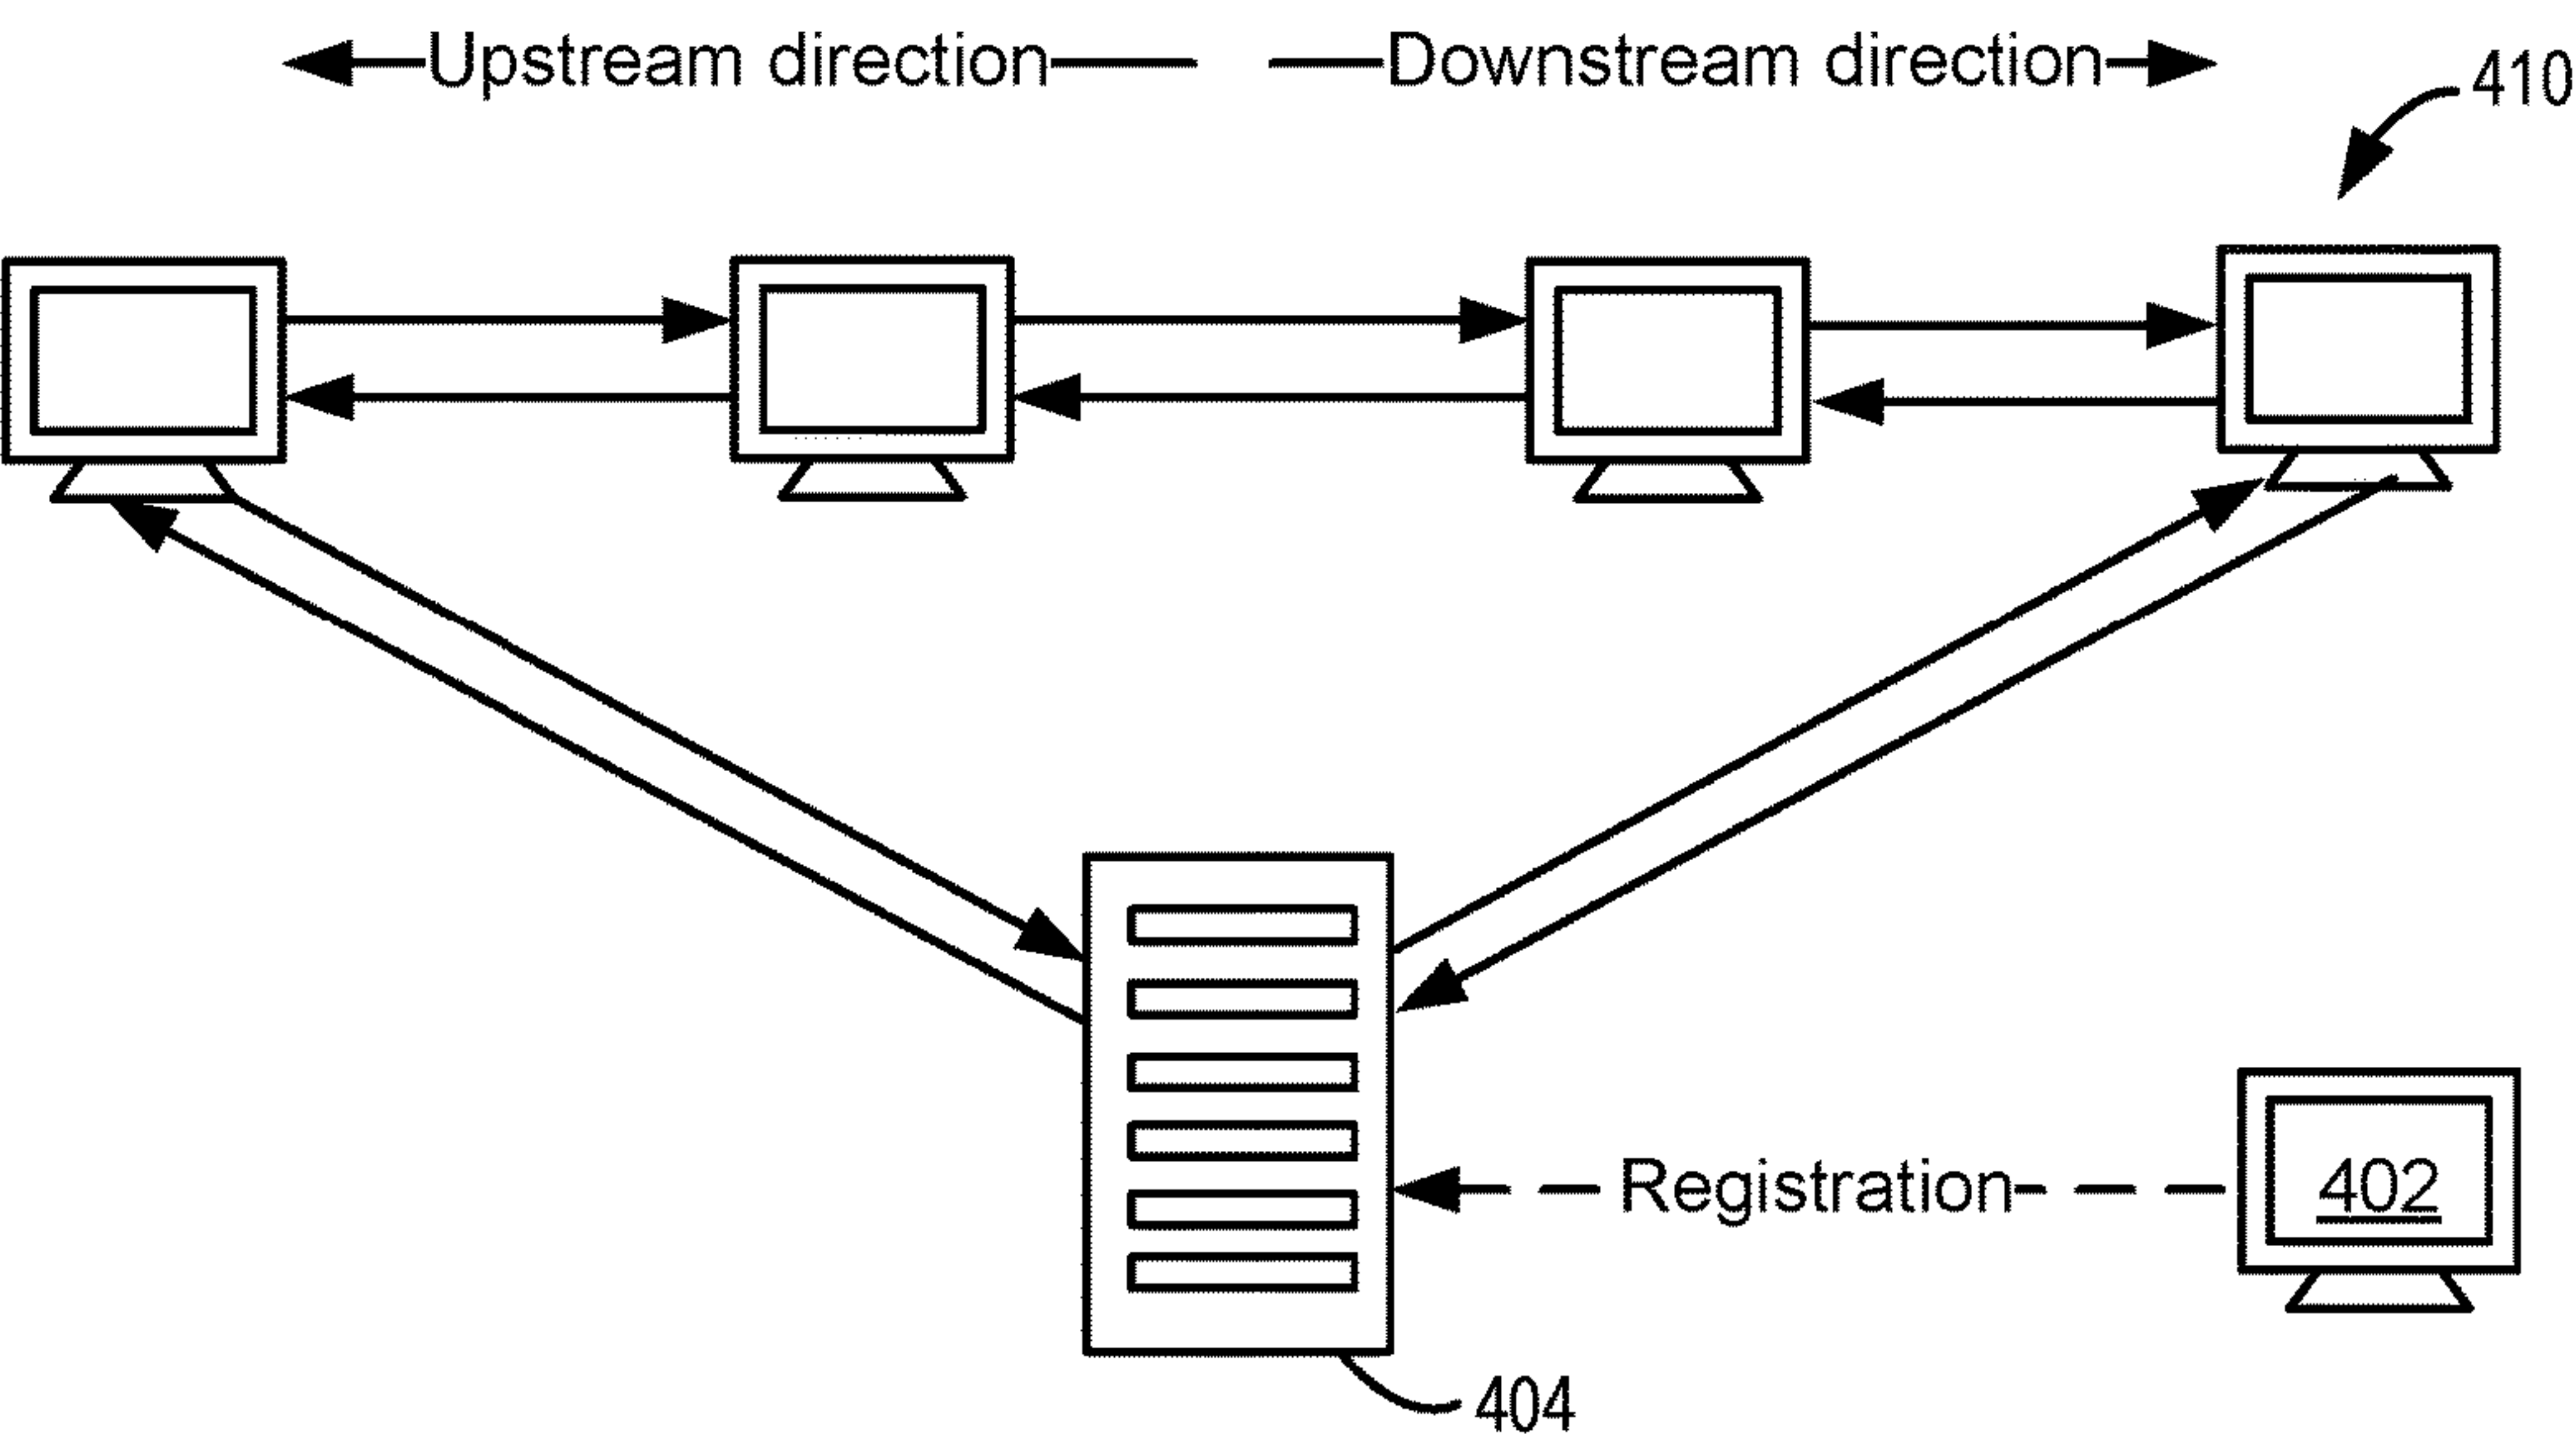 Upstream direction
Downstream direction
410
Registration
402
404